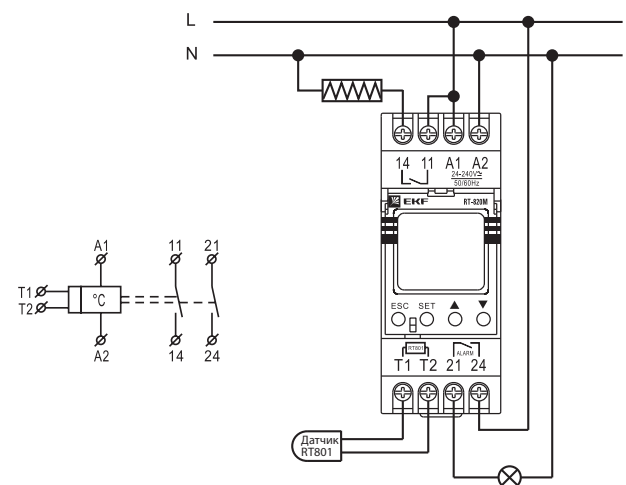 L
N
14 11 A1 A2
24-240V≂
50/60Hz
EKF RT-820M
ESC SET ▲ ▼
RT801
ALARM
T1 T2 21 24
Датчик
RT801
A1 11 21
T1
T2
°C
A2 14 24